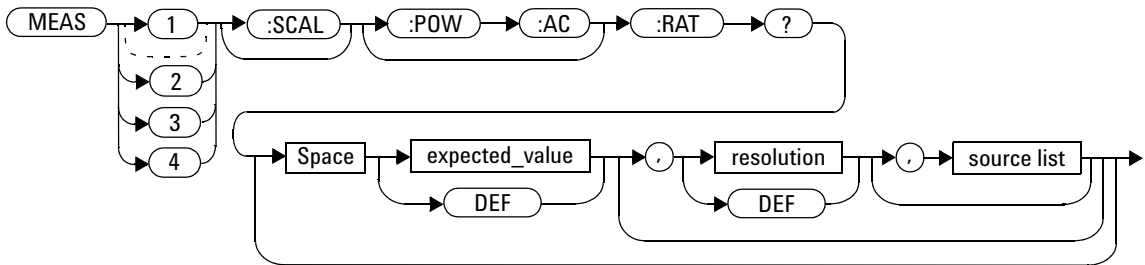 MEAS 1 :SCAL :POW :AC :RAT ?
2
3
4
Space expected_value , resolution , source list
DEF DEF